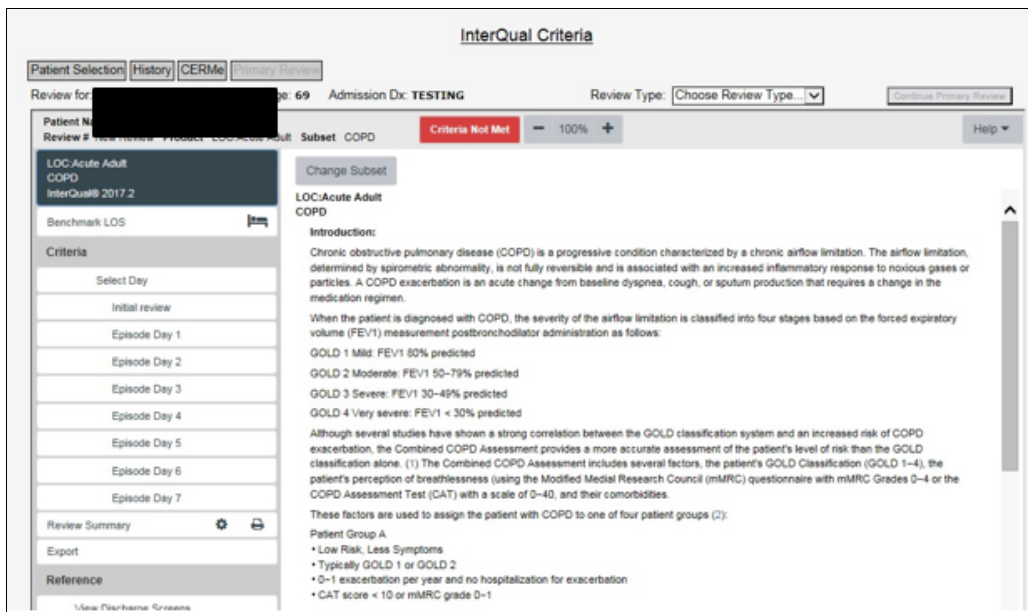 InterQual Criteria
Patient Selection History CERMe Primary Review
Review for: ge: 69 Admission Dx: TESTING Review Type: Choose Review Type... Continue Primary Review
Patient Na
Review # New Review Product LOC:Acute Adult Subset COPD Criteria Not Met 100% Help
LOC:Acute Adult
COPD
InterQual® 2017.2
Benchmark LOS
Criteria
Select Day
Initial review
Episode Day 1
Episode Day 2
Episode Day 3
Episode Day 4
Episode Day 5
Episode Day 6
Episode Day 7
Review Summary
Export
Reference
View Discharge Screens
Change Subset
LOC:Acute Adult
COPD
Introduction:
Chronic obstructive pulmonary disease (COPD) is a progressive condition characterized by a chronic airflow limitation. The airflow limitation,
determined by spirometric abnormality, is not fully reversible and is associated with an increased inflammatory response to noxious gases or
particles. A COPD exacerbation is an acute change from baseline dyspnea, cough, or sputum production that requires a change in the
medication regimen.
When the patient is diagnosed with COPD, the severity of the airflow limitation is classified into four stages based on the forced expiratory
volume (FEV1) measurement postbronchodilator administration as follows:
GOLD 1 Mild: FEV1 80% predicted
GOLD 2 Moderate: FEV1 50–79% predicted
GOLD 3 Severe: FEV1 30–49% predicted
GOLD 4 Very severe: FEV1 < 30% predicted
Although several studies have shown a strong correlation between the GOLD classification system and an increased risk of COPD
exacerbation, the Combined COPD Assessment provides a more accurate assessment of the patient's level of risk than the GOLD
classification alone. (1) The Combined COPD Assessment includes several factors, the patient's GOLD Classification (GOLD 1–4), the
patient's perception of breathlessness (using the Modified Medial Research Council (mMRC) questionnaire with mMRC Grades 0–4 or the
COPD Assessment Test (CAT) with a scale of 0–40, and their comorbidities.
These factors are used to assign the patient with COPD to one of four patient groups (2):
Patient Group A
• Low Risk, Less Symptoms
• Typically GOLD 1 or GOLD 2
• 0–1 exacerbation per year and no hospitalization for exacerbation
• CAT score < 10 or mMRC grade 0–1